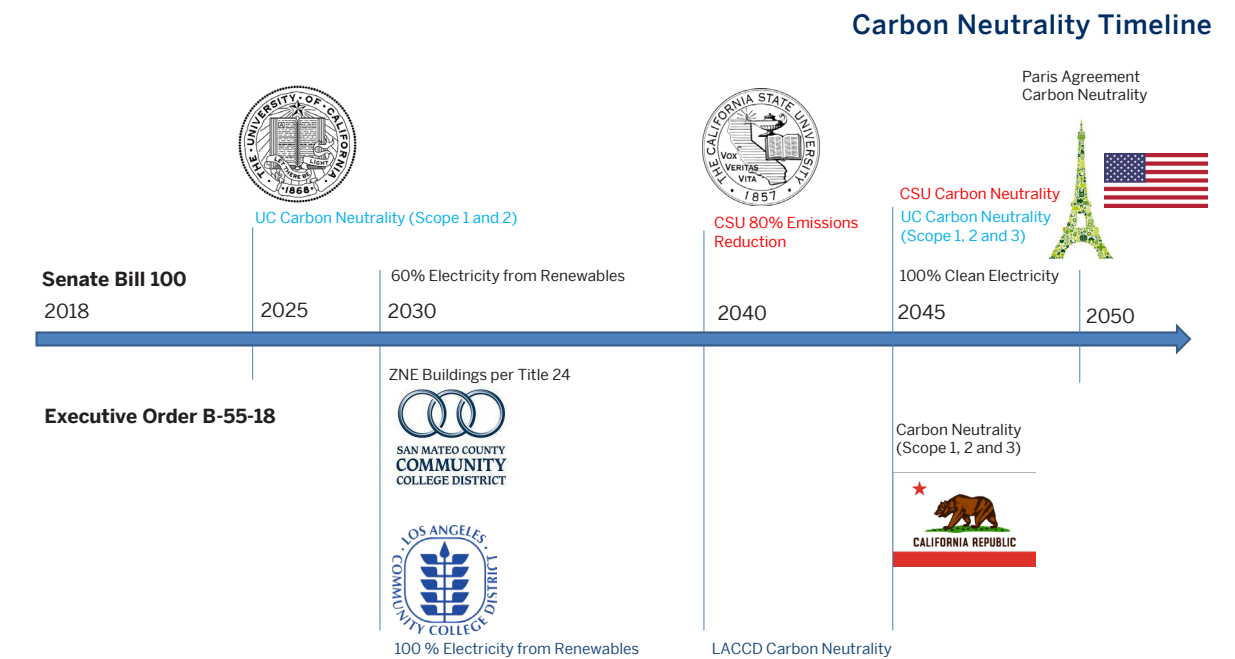 Carbon Neutrality Timeline
Paris Agreement
Carbon Neutrality
THE · UNIVERSITY · OF · CALIFORNIA ·
LET THERE BE LIGHT
· 1868 ·
THE CALIFORNIA STATE UNIVERSITY
VOX
VERITAS
VITA
· 1857 ·
UC Carbon Neutrality (Scope 1 and 2)
CSU 80% Emissions
Reduction
CSU Carbon Neutrality
UC Carbon Neutrality
(Scope 1, 2 and 3)
Senate Bill 100
60% Electricity from Renewables
100% Clean Electricity
2018
2025
2030
2040
2045
2050
ZNE Buildings per Title 24
Executive Order B-55-18
SAN MATEO COUNTY
COMMUNITY
COLLEGE DISTRICT
Carbon Neutrality
(Scope 1, 2 and 3)
CALIFORNIA REPUBLIC
· LOS ANGELES ·
COMMUNITY COLLEGE DISTRICT
100 % Electricity from Renewables
LACCD Carbon Neutrality